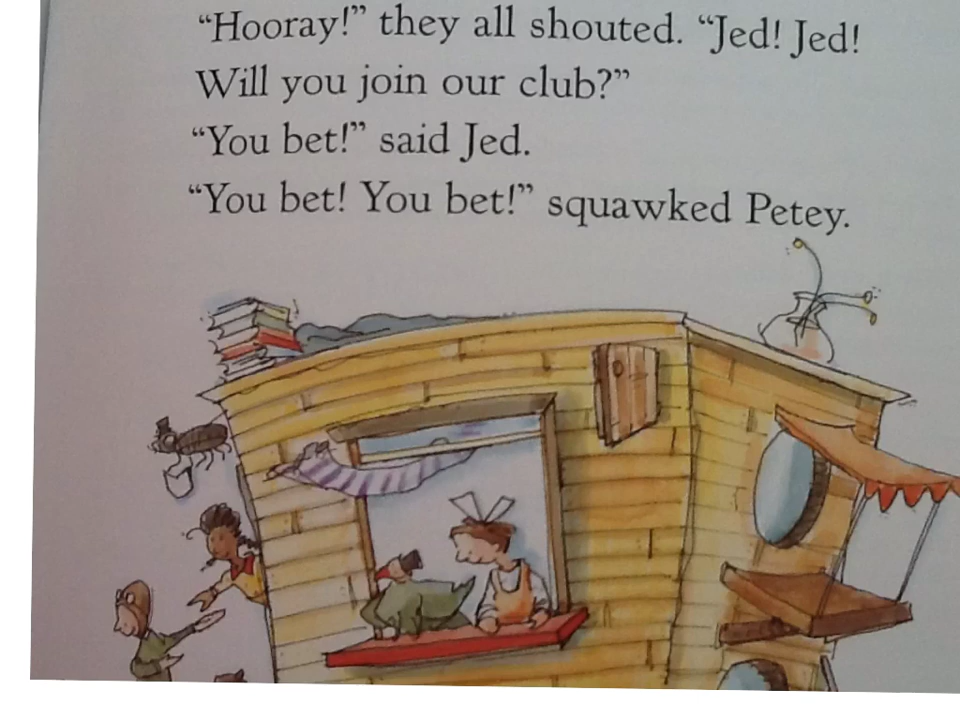 “Hooray!” they all shouted. “Jed! Jed!
Will you join our club?”
“You bet!” said Jed.
“You bet! You bet!” squawked Petey.